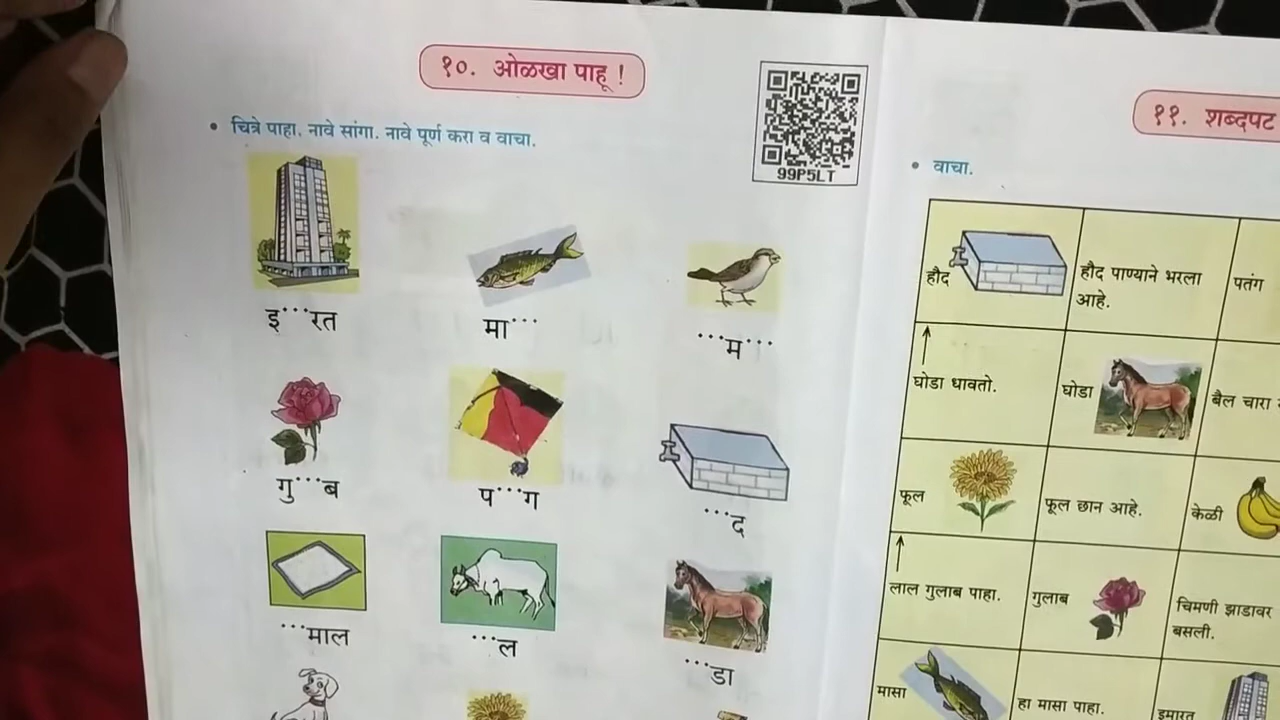 १०. ओळखा पाहू !
• चित्रे पाहा. नावे सांगा. नावे पूर्ण करा व वाचा.
99P5LT
इ···रत
मा···
···म···
गु···ब
प···ग
···द
···माल
···ल
···डा
११. शब्दपट
• वाचा.
हौद
हौद पाण्याने भरला
आहे.
पतंग
घोडा धावतो.
घोडा
बैल चारा
फूल
फूल छान आहे.
केळी
लाल गुलाब पाहा.
गुलाब
चिमणी झाडावर
बसली.
मासा
हा मासा पाहा.
इमारत